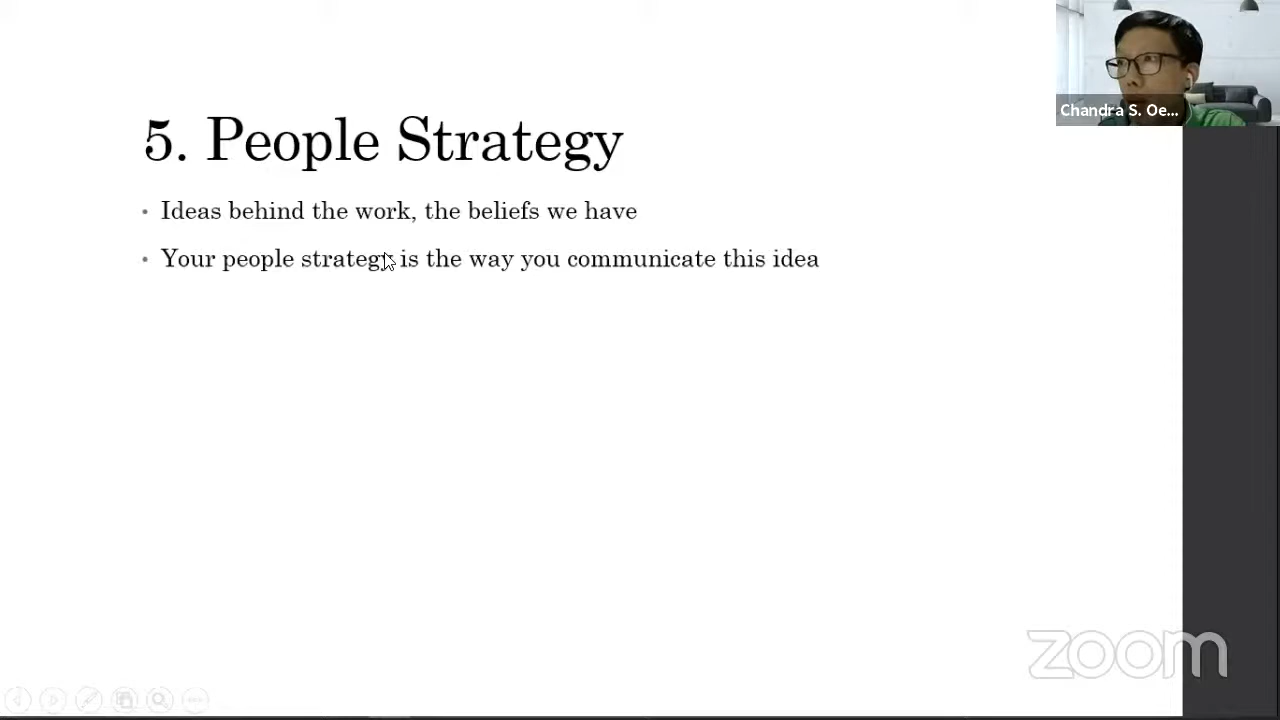 5. People Strategy
Chandra S. Oe...
• Ideas behind the work, the beliefs we have
• Your people strategy is the way you communicate this idea
zoom